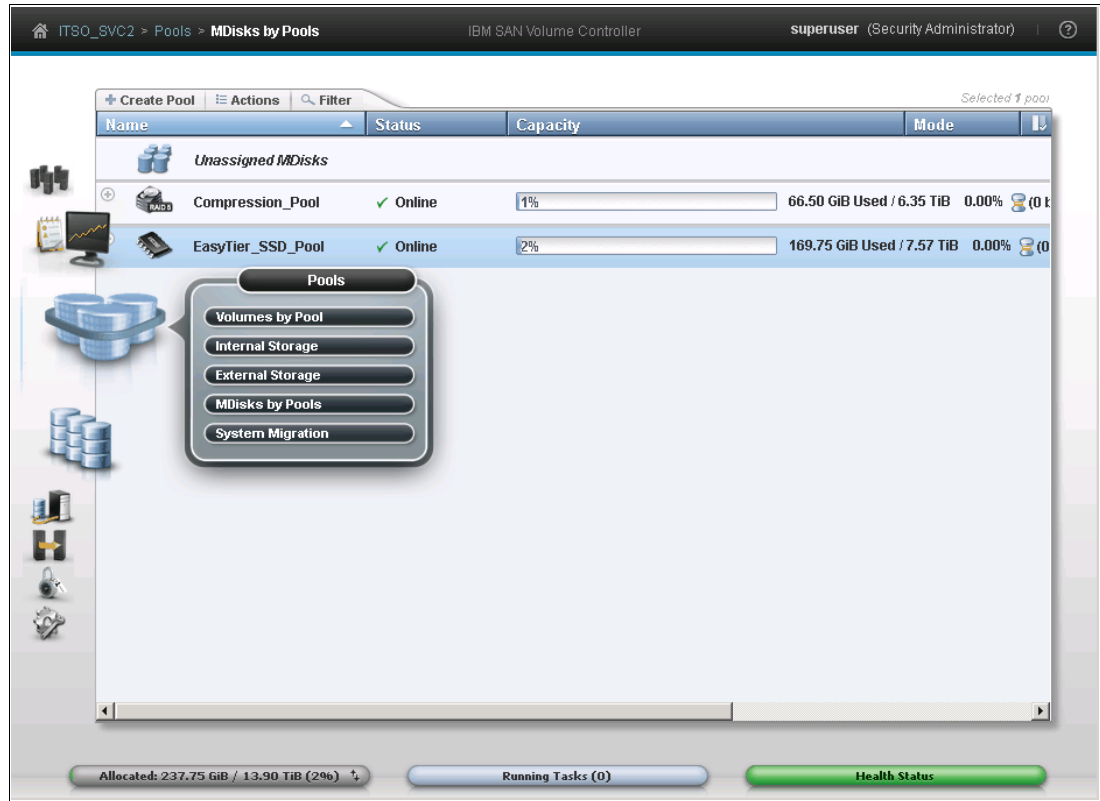 ITSO_SVC2 > Pools > MDisks by Pools IBM SAN Volume Controller superuser (Security Administrator) | ?
Create Pool Actions Filter Selected 1 pool
Name Status Capacity Mode
Unassigned MDisks
RAID 5 Compression_Pool ✓ Online 1% 66.50 GiB Used / 6.35 TiB 0.00% (0 b
EasyTier_SSD_Pool ✓ Online 2% 169.75 GiB Used / 7.57 TiB 0.00% (0
Pools
Volumes by Pool
Internal Storage
External Storage
MDisks by Pools
System Migration
Allocated: 237.75 GiB / 13.90 TiB (2%) Running Tasks (0) Health Status